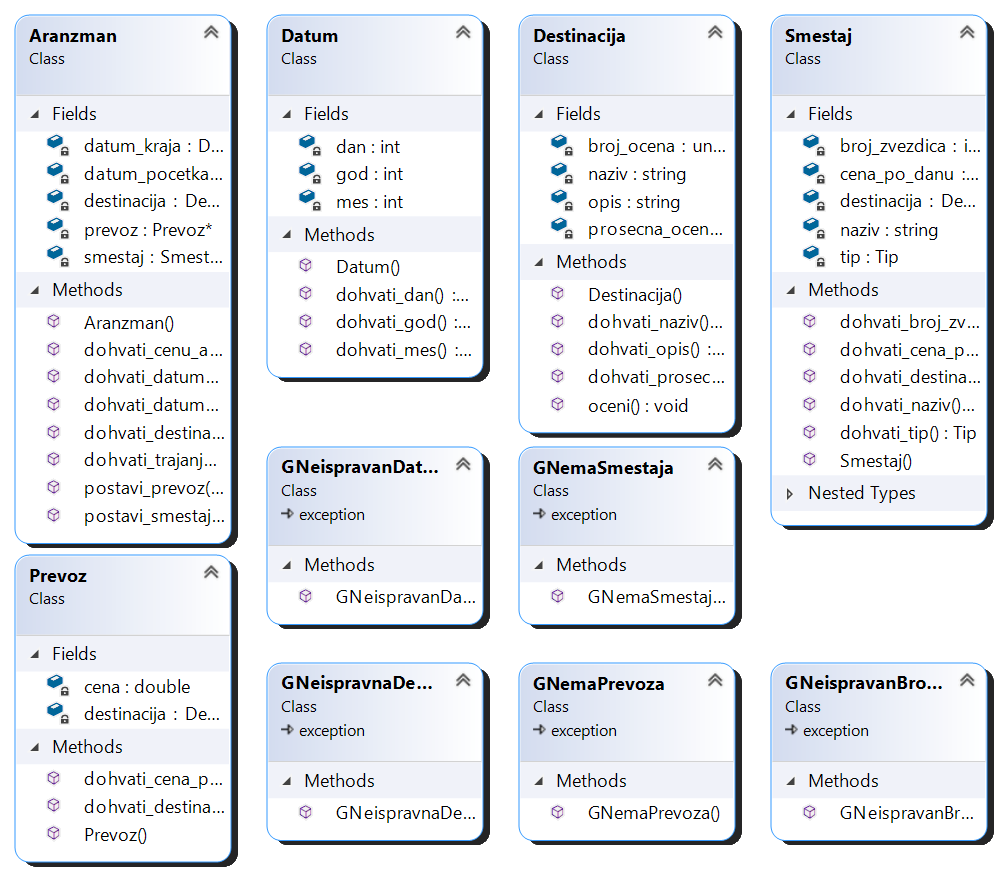 Aranzman
Class
Fields
datum_kraja : D...
datum_pocetka...
destinacija : De...
prevoz : Prevoz*
smestaj : Smest...
Methods
Aranzman()
dohvati_cenu_a...
dohvati_datum...
dohvati_datum...
dohvati_destina...
dohvati_trajanj...
postavi_prevoz(...
postavi_smestaj...
Datum
Class
Fields
dan : int
god : int
mes : int
Methods
Datum()
dohvati_dan() :...
dohvati_god() :...
dohvati_mes() :...
Destinacija
Class
Fields
broj_ocena : un...
naziv : string
opis : string
prosecna_ocen...
Methods
Destinacija()
dohvati_naziv()...
dohvati_opis() :...
dohvati_prosec...
oceni() : void
Smestaj
Class
Fields
broj_zvezdica : i...
cena_po_danu :...
destinacija : De...
naziv : string
tip : Tip
Methods
dohvati_broj_zv...
dohvati_cena_p...
dohvati_destina...
dohvati_naziv()...
dohvati_tip() : Tip
Smestaj()
Nested Types
GNeispravanDat...
Class
exception
Methods
GNeispravanDa...
GNemaSmestaja
Class
exception
Methods
GNemaSmestaj...
Prevoz
Class
Fields
cena : double
destinacija : De...
Methods
dohvati_cena_p...
dohvati_destina...
Prevoz()
GNeispravnaDe...
Class
exception
Methods
GNeispravnaDe...
GNemaPrevoza
Class
exception
Methods
GNemaPrevoza()
GNeispravanBro...
Class
exception
Methods
GNeispravanBr...